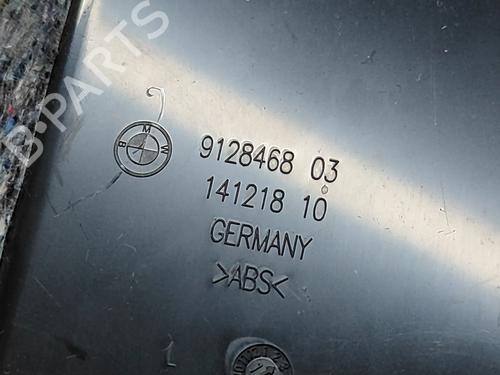 B-PARTS
BMW
9128468 03
141218 10
GERMANY
>ABS<